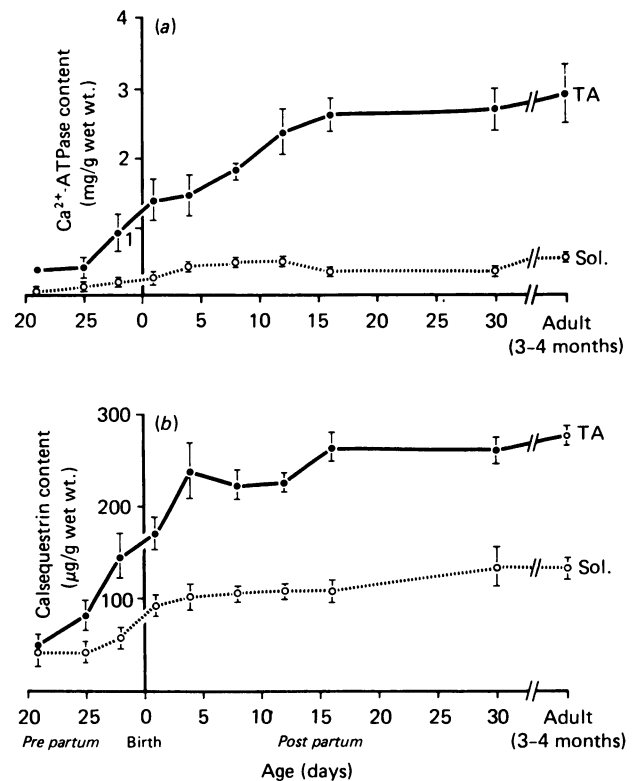 (a)
4
3
2
1
Ca²⁺-ATPase content
(mg/g wet wt.)
TA
Sol.
20 25 0 5 10 15 20 25 30 Adult
(3–4 months)
(b)
300
200
100
Calsequestrin content
(µg/g wet wt.)
TA
Sol.
20 25 0 5 10 15 20 25 30 Adult
(3–4 months)
Pre partum Birth Post partum
Age (days)